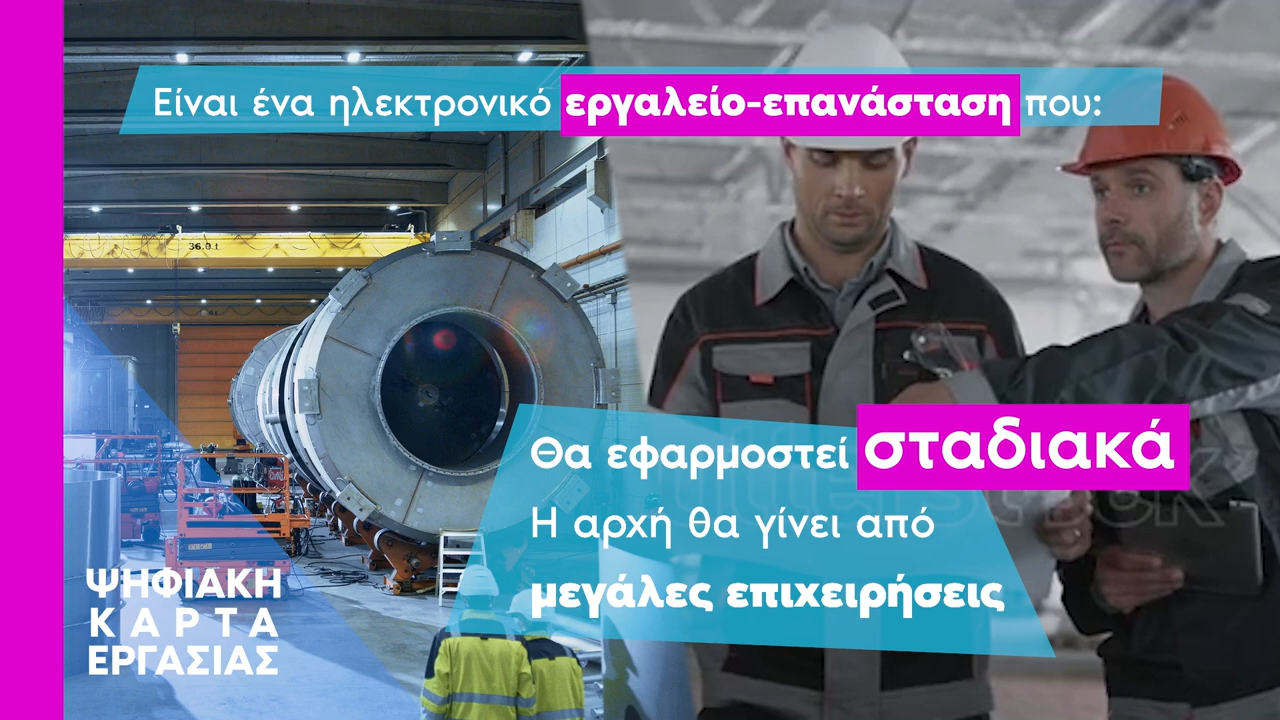 Είναι ένα ηλεκτρονικό εργαλείο-επανάσταση που:
36.0 t
Θα εφαρμοστεί σταδιακά
Η αρχή θα γίνει από
μεγάλες επιχειρήσεις
ΨΗΦΙΑΚΗ
ΚΑΡΤΑ
ΕΡΓΑΣΙΑΣ